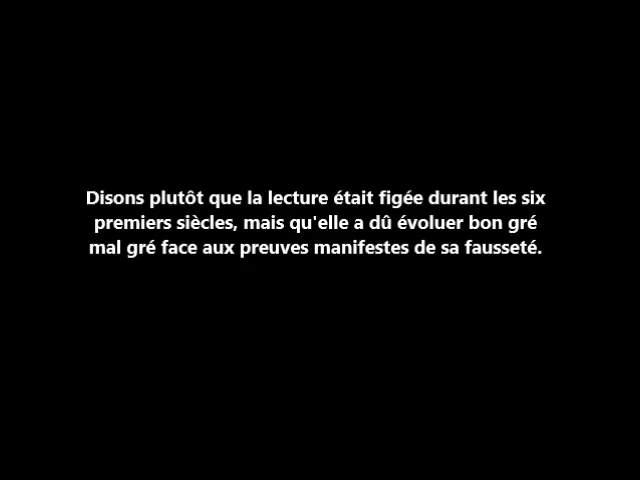 Disons plutôt que la lecture était figée durant les six
premiers siècles, mais qu'elle a dû évoluer bon gré
mal gré face aux preuves manifestes de sa fausseté.